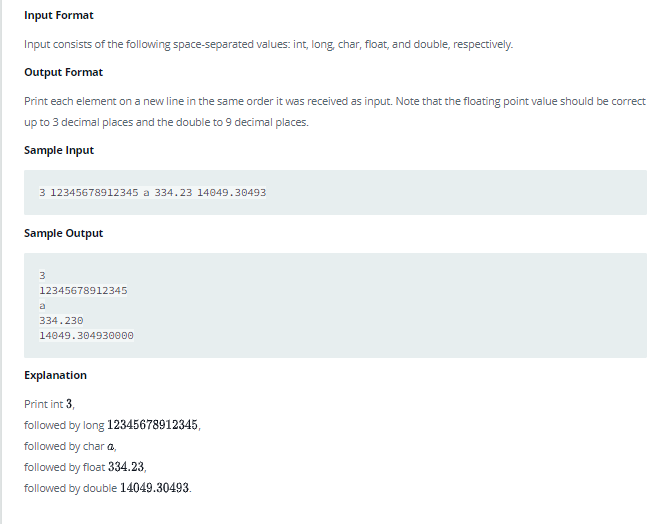 Input Format
Input consists of the following space-separated values: int, long, char, float, and double, respectively.
Output Format
Print each element on a new line in the same order it was received as input. Note that the floating point value should be correct
up to 3 decimal places and the double to 9 decimal places.
Sample Input
3 12345678912345 a 334.23 14049.30493
Sample Output
3
12345678912345
a
334.230
14049.304930000
Explanation
Print int 3,
followed by long 12345678912345,
followed by char a,
followed by float 334.23,
followed by double 14049.30493.